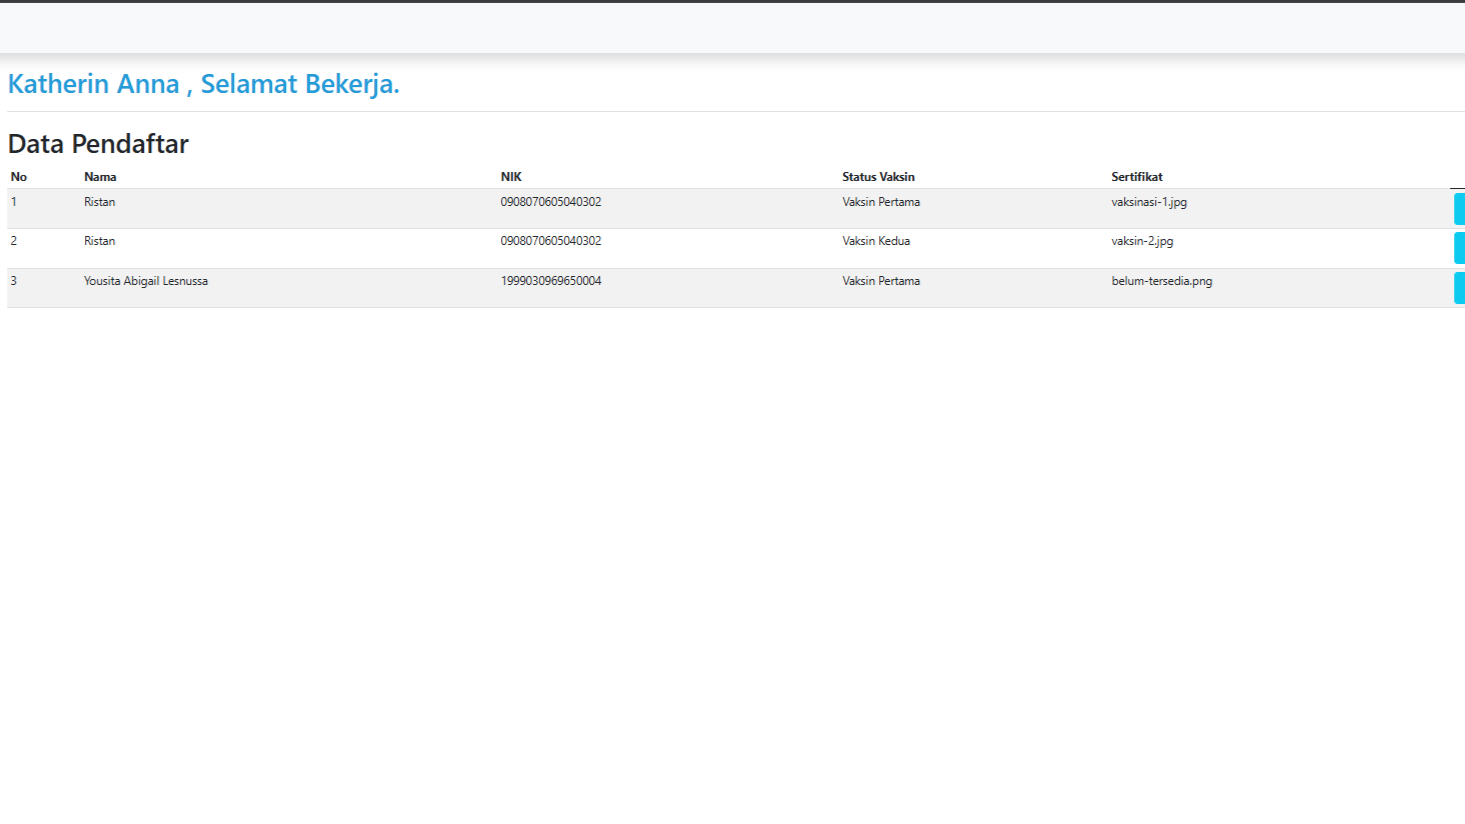 Katherin Anna , Selamat Bekerja.
Data Pendaftar
No Nama NIK Status Vaksin Sertifikat
1 Ristan 0908070605040302 Vaksin Pertama vaksinasi-1.jpg
2 Ristan 0908070605040302 Vaksin Kedua vaksin-2.jpg
3 Yousita Abigail Lesnussa 1999030969650004 Vaksin Pertama belum-tersedia.png